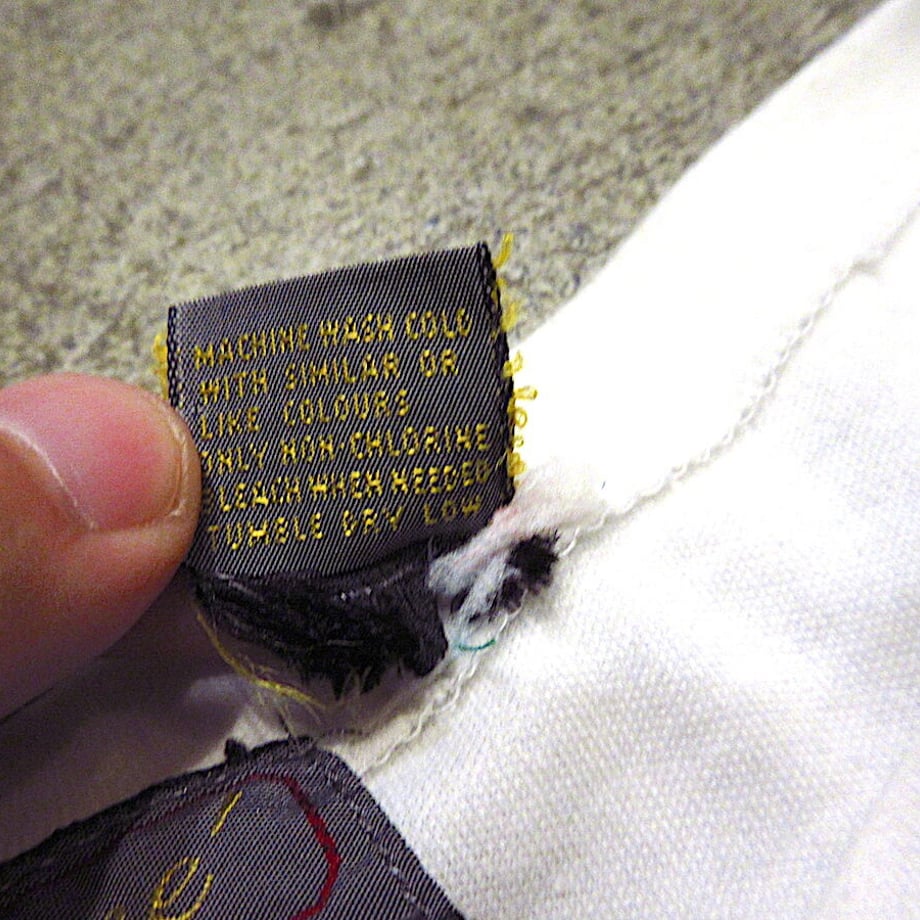 MACHINE WASH COLD
WITH SIMILAR OR
LIKE COLOURS
ONLY NON-CHLORINE
BLEACH WHEN NEEDED
TUMBLE DRY LOW
é